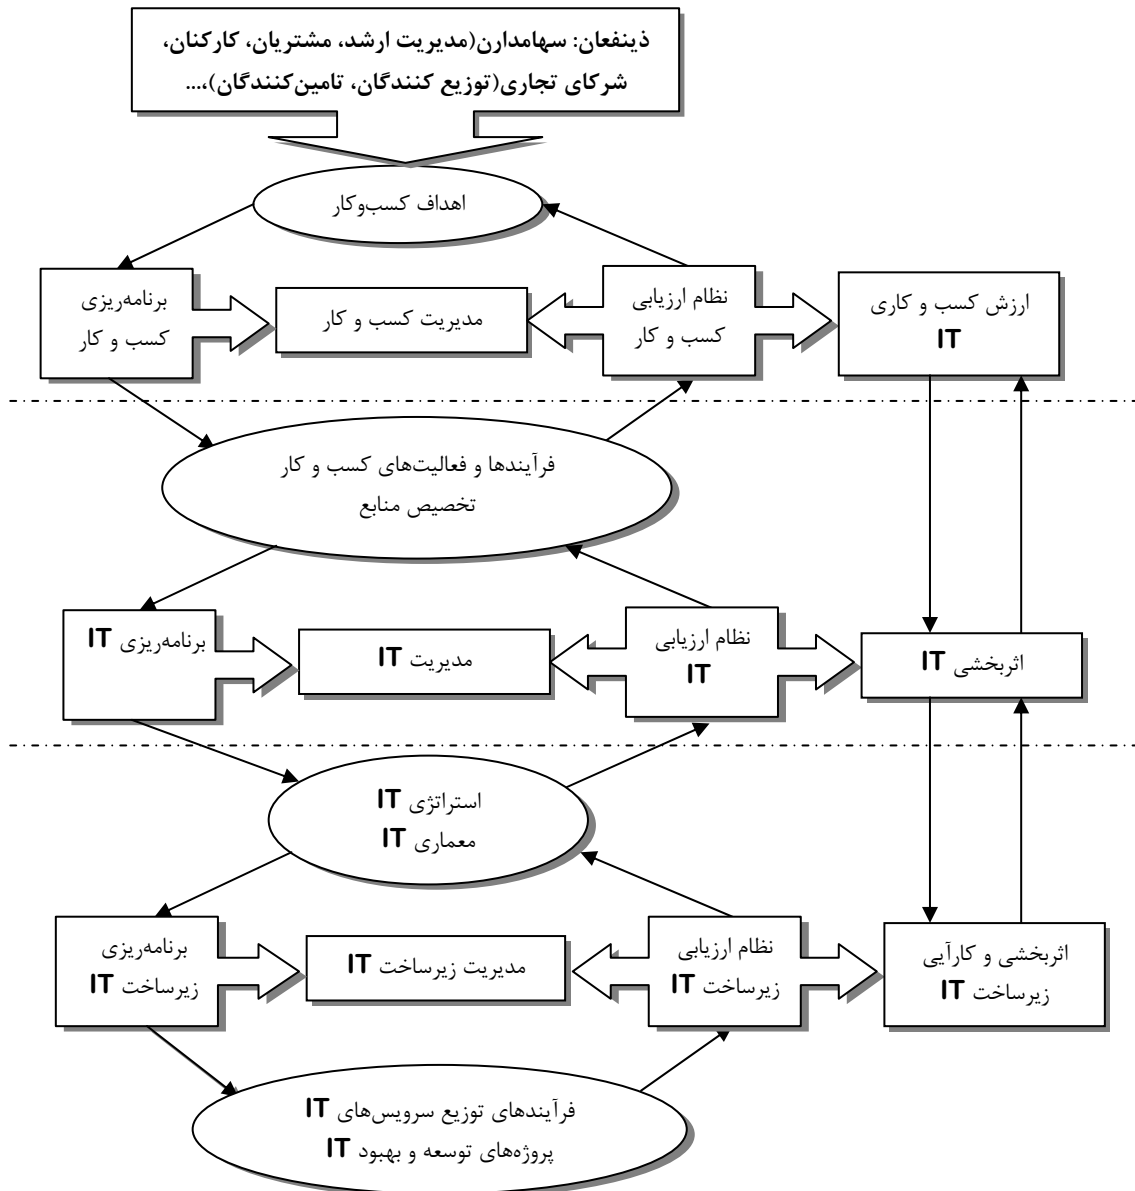 ذینفعان: سهامدارن(مدیریت ارشد، مشتریان، کارکنان،
شرکای تجاری(توزیع کنندگان، تامین‌کنندگان)،...
اهداف کسب‌وکار
ارزش کسب و کاری
IT
نظام ارزیابی
کسب و کار
مدیریت کسب و کار
برنامه‌ریزی
کسب و کار
فرآیندها و فعالیت‌های کسب و کار
تخصیص منابع
اثربخشی IT
نظام ارزیابی
IT
مدیریت IT
برنامه‌ریزی IT
استراتژی IT
معماری IT
اثربخشی و کارآیی
زیرساخت IT
نظام ارزیابی
زیرساخت IT
مدیریت زیرساخت IT
برنامه‌ریزی
زیرساخت IT
فرآیندهای توزیع سرویس‌های IT
پروژه‌های توسعه و بهبود IT